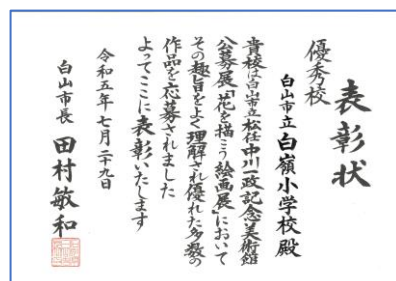 表彰状
優秀校
白山市立白嶺小学校殿
貴校は白山市立松任中川一政記念美術館
公募展「花を描こう絵画展」において
その趣旨をよく理解され優れた多数の
作品を応募されました
よってここに表彰いたします
令和五年七月二十九日
白山市長 田村敏和